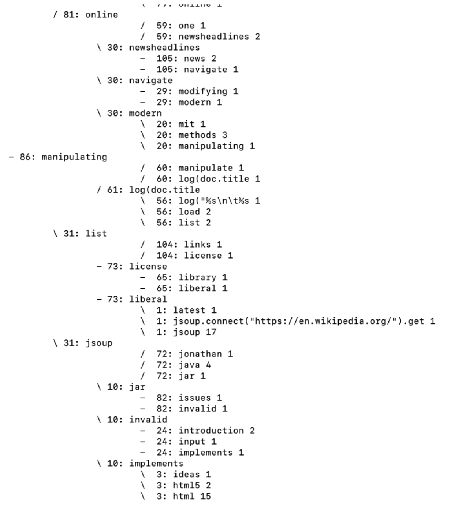 / 81: online
/ 59: one 1
/ 59: newsheadlines 2
\ 30: newsheadlines
- 105: news 2
- 105: navigate 1
\ 30: navigate
- 29: modifying 1
- 29: modern 1
\ 30: modern
\ 20: mit 1
\ 20: methods 3
\ 20: manipulating 1
- 86: manipulating
/ 60: manipulate 1
/ 60: log(doc.title 1
/ 61: log(doc.title
\ 56: log("%s\n\t%s 1
\ 56: load 2
\ 56: list 2
\ 31: list
/ 104: links 1
/ 104: license 1
- 73: license
- 65: library 1
- 65: liberal 1
- 73: liberal
\ 1: latest 1
\ 1: jsoup.connect("https://en.wikipedia.org/").get 1
\ 1: jsoup 17
\ 31: jsoup
/ 72: jonathan 1
/ 72: java 4
/ 72: jar 1
\ 10: jar
- 82: issues 1
- 82: invalid 1
\ 10: invalid
- 24: introduction 2
- 24: input 1
- 24: implements 1
\ 10: implements
\ 3: ideas 1
\ 3: html5 2
\ 3: html 15